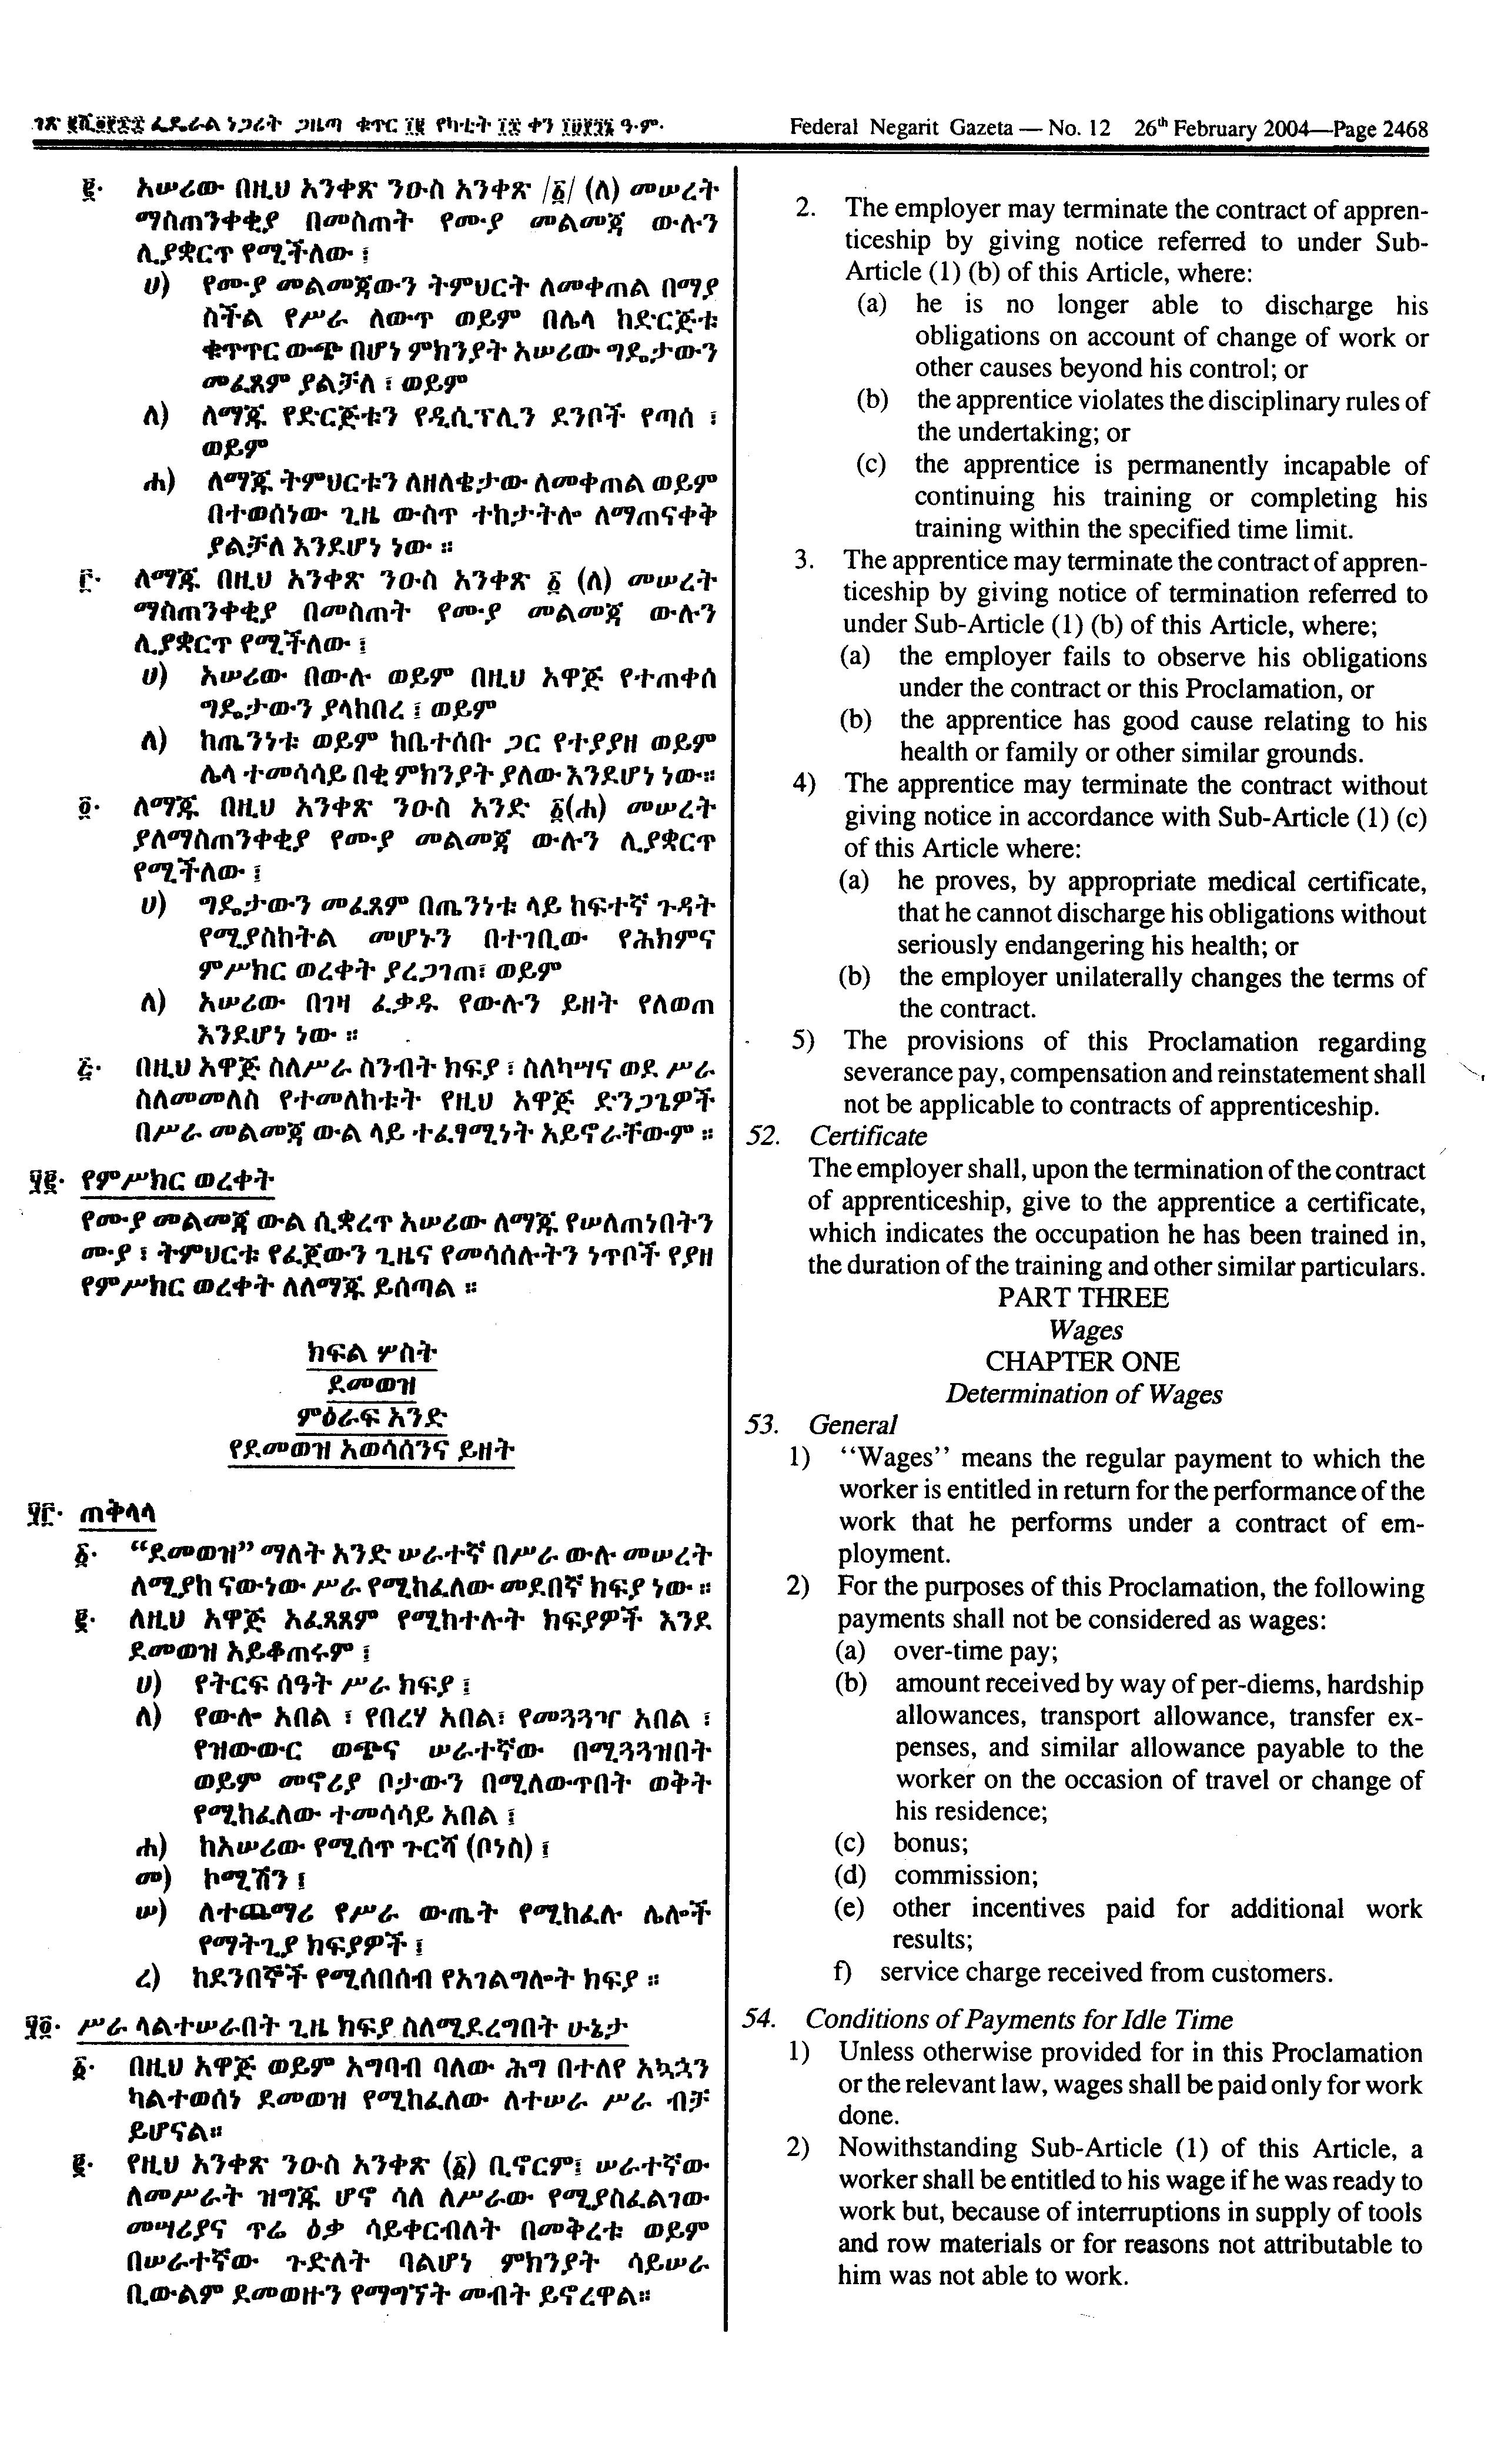 ገጽ ፪ሺ፬፻፷፰ ፌዴራል ነጋሪት ጋዜጣ ቁጥር ፲፪ የካቲት ፲፰ ቀን ፲፱፻፺፮ ዓ.ም.
Federal Negarit Gazeta — No. 12 26th February 2004—Page 2468
፪· አሠሪው በዚህ አንቀጽ ንዑስ አንቀጽ /፩/ (ለ) መሠረት
ማስጠንቀቂያ በመስጠት የሙያ መልመጃ ውሉን
ሊያቋርጥ የሚችለው ፤
ሀ) የሙያ መልመጃውን ትምህርት ለመቀጠል በማያ
ስችል የሥራ ለውጥ ወይም በሌላ ከድርጅቱ
ቁጥጥር ውጭ በሆነ ምክንያት አሠሪው ግዴታውን
መፈጸም ያልቻለ ፤ ወይም
ለ) ለማጁ የድርጅቱን የዲሲፕሊን ደንቦች የጣሰ ፤
ወይም
ሐ) ለማጁ ትምህርቱን ለዘለቄታው ለመቀጠል ወይም
በተወሰነው ጊዜ ውስጥ ተከታትሎ ለማጠናቀቅ
ያልቻለ እንደሆነ ነው ።
፫· ለማጁ በዚህ አንቀጽ ንዑስ አንቀጽ ፩ (ለ) መሠረት
ማስጠንቀቂያ በመስጠት የሙያ መልመጃ ውሉን
ሊያቋርጥ የሚችለው ፤
ሀ) አሠሪው በውሉ ወይም በዚህ አዋጅ የተጠቀሰ
ግዴታውን ያላከበረ ፤ ወይም
ለ) ከጤንነቱ ወይም ከቤተሰቡ ጋር የተያያዘ ወይም
ሌላ ተመሳሳይ በቂ ምክንያት ያለው እንደሆነ ነው።
፬· ለማጁ በዚህ አንቀጽ ንዑስ አንድ ፩(ሐ) መሠረት
ያለማስጠንቀቂያ የሙያ መልመጃ ውሉን ሊያቋርጥ
የሚችለው ፤
ሀ) ግዴታውን መፈጸም በጤንነቱ ላይ ከፍተኛ ጉዳት
የሚያስከትል መሆኑን በተገቢው የሕክምና
ምሥክር ወረቀት ያረጋገጠ፤ ወይም
ለ) አሠሪው በገዛ ፈቃዱ የውሉን ይዘት የለወጠ
እንደሆነ ነው ።
፭· በዚህ አዋጅ ስለሥራ ስንብት ክፍያ ፤ ስለካሣና ወደ ሥራ
ስለመመለስ የተመለከቱት የዚህ አዋጅ ድንጋጌዎች
በሥራ መልመጃ ውል ላይ ተፈፃሚነት አይኖራቸውም ።
፶፪· የምሥክር ወረቀት
የሙያ መልመጃ ውል ሲቋረጥ አሠሪው ለማጁ የሠለጠነበትን
ሙያ ፤ ትምህርቱ የፈጀውን ጊዜና የመሳሰሉትን ነጥቦች የያዘ
የምሥክር ወረቀት ለለማጁ ይሰጣል ።
ክፍል ሦስት
ደመወዝ
ምዕራፍ አንድ
የደመወዝ አወሳሰንና ይዘት
፶፫· ጠቅላላ
፩· “ደመወዝ” ማለት አንድ ሠራተኛ በሥራ ውሉ መሠረት
ለሚያከ ናውነው ሥራ የሚከፈለው መደበኛ ክፍያ ነው ።
፪· ለዚህ አዋጅ አፈጻጸም የሚከተሉት ክፍያዎች እንደ
ደመወዝ አይቆጠሩም ፤
ሀ) የትርፍ ሰዓት ሥራ ክፍያ ፤
ለ) የውሎ አበል ፤ የበረሃ አበል፤ የመጓጓዣ አበል ፤
የዝውውር ወጭና ሠራተኛው በሚጓጓዝበት
ወይም መኖሪያ ቦታውን በሚለውጥበት ወቅት
የሚከፈለው ተመሳሳይ አበል ፤
ሐ) ከአሠሪው የሚሰጥ ጉርሻ (ቦነስ) ፤
መ) ኮሚሽን ፤
ሠ) ለተጨማሪ የሥራ ውጤት የሚከፈሉ ሌሎች
የማትጊያ ክፍያዎች ፤
ረ) ከደንበኞች የሚሰበሰብ የአገልግሎት ክፍያ ።
፶፬· ሥራ ላልተሠራበት ጊዜ ክፍያ ስለሚደረግበት ሁኔታ
፩· በዚህ አዋጅ ወይም አግባብ ባለው ሕግ በተለየ አኳኋን
ካልተወሰነ ደመወዝ የሚከፈለው ለተሠራ ሥራ ብቻ
ይሆናል።
፪· የዚህ አንቀጽ ንዑስ አንቀጽ (፩) ቢኖርም፤ ሠራተኛው
ለመሥራት ዝግጁ ሆኖ ሳለ ለሥራው የሚያስፈልገው
መሣሪያና ጥሬ ዕቃ ሳይቀርብለት በመቅረቱ ወይም
በሠራተኛው ጉድለት ባልሆነ ምክንያት ሳይሠራ
ቢውልም ደመወዙን የማግኘት መብት ይኖረዋል።
2. The employer may terminate the contract of appren-
ticeship by giving notice referred to under Sub-
Article (1) (b) of this Article, where:
(a) he is no longer able to discharge his
obligations on account of change of work or
other causes beyond his control; or
(b) the apprentice violates the disciplinary rules of
the undertaking; or
(c) the apprentice is permanently incapable of
continuing his training or completing his
training within the specified time limit.
3. The apprentice may terminate the contract of appren-
ticeship by giving notice of termination referred to
under Sub-Article (1) (b) of this Article, where;
(a) the employer fails to observe his obligations
under the contract or this Proclamation, or
(b) the apprentice has good cause relating to his
health or family or other similar grounds.
4) The apprentice may terminate the contract without
giving notice in accordance with Sub-Article (1) (c)
of this Article where:
(a) he proves, by appropriate medical certificate,
that he cannot discharge his obligations without
seriously endangering his health; or
(b) the employer unilaterally changes the terms of
the contract.
5) The provisions of this Proclamation regarding
severance pay, compensation and reinstatement shall
not be applicable to contracts of apprenticeship.
52. Certificate
The employer shall, upon the termination of the contract
of apprenticeship, give to the apprentice a certificate,
which indicates the occupation he has been trained in,
the duration of the training and other similar particulars.
PART THREE
Wages
CHAPTER ONE
Determination of Wages
53. General
1) “Wages” means the regular payment to which the
worker is entitled in return for the performance of the
work that he performs under a contract of em-
ployment.
2) For the purposes of this Proclamation, the following
payments shall not be considered as wages:
(a) over-time pay;
(b) amount received by way of per-diems, hardship
allowances, transport allowance, transfer ex-
penses, and similar allowance payable to the
worker on the occasion of travel or change of
his residence;
(c) bonus;
(d) commission;
(e) other incentives paid for additional work
results;
f) service charge received from customers.
54. Conditions of Payments for Idle Time
1) Unless otherwise provided for in this Proclamation
or the relevant law, wages shall be paid only for work
done.
2) Nowithstanding Sub-Article (1) of this Article, a
worker shall be entitled to his wage if he was ready to
work but, because of interruptions in supply of tools
and row materials or for reasons not attributable to
him was not able to work.